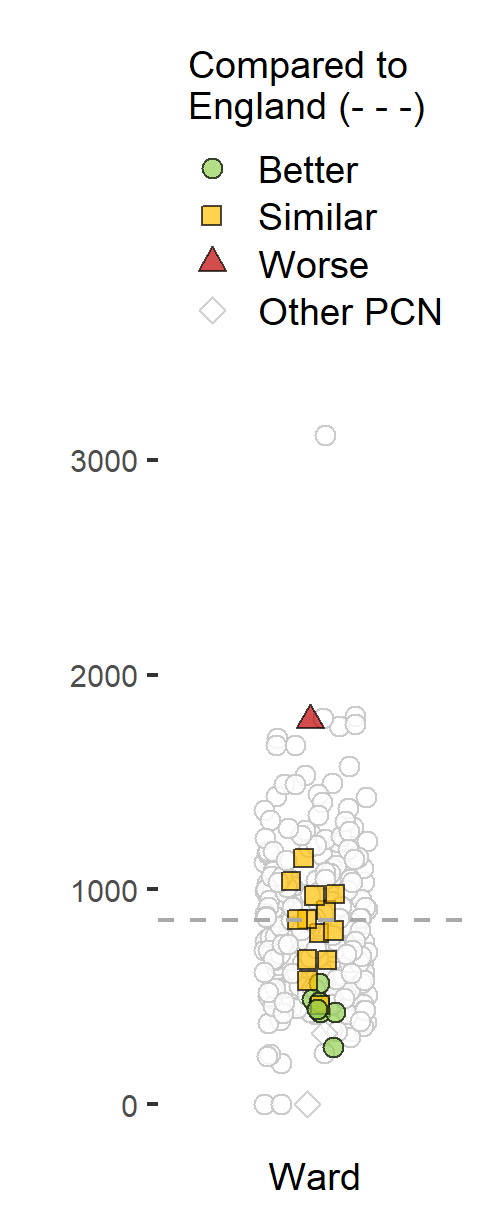 Compared to
England (- - -)
Better
Similar
Worse
Other PCN
3000
2000
1000
0
Ward